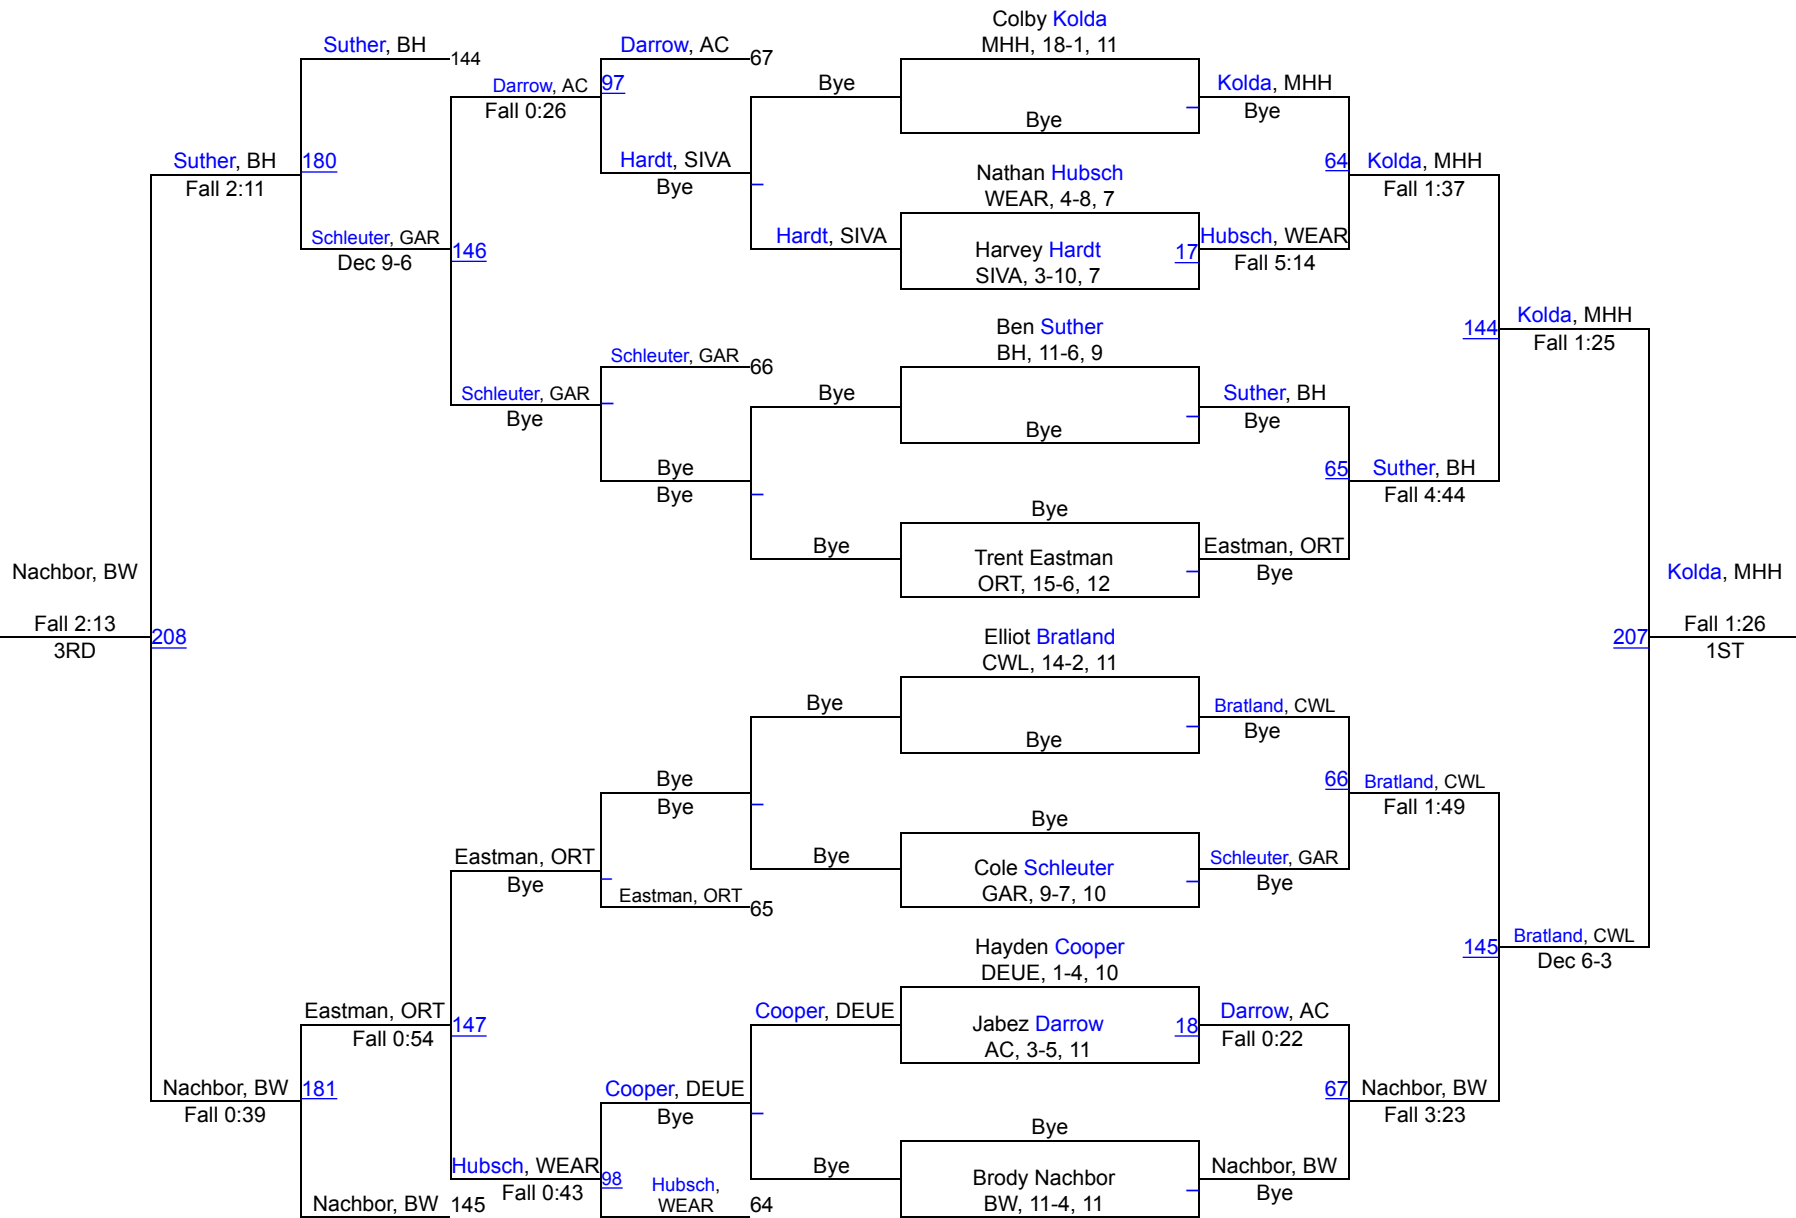 Colby Kolda
MHH, 18-1, 11
Bye
Nathan Hubsch
WEAR, 4-8, 7
Harvey Hardt
SIVA, 3-10, 7
17
Ben Suther
BH, 11-6, 9
Bye
Bye
Trent Eastman
ORT, 15-6, 12
Elliot Bratland
CWL, 14-2, 11
Bye
Bye
Cole Schleuter
GAR, 9-7, 10
Hayden Cooper
DEUE, 1-4, 10
Jabez Darrow
AC, 3-5, 11
18
Bye
Brody Nachbor
BW, 11-4, 11
Kolda, MHH
Bye
64
Hubsch, WEAR
Fall 5:14
Suther, BH
Bye
65
Eastman, ORT
Bye
Bratland, CWL
Bye
66
Schleuter, GAR
Bye
Darrow, AC
Fall 0:22
67
Nachbor, BW
Bye
Kolda, MHH
Fall 1:37
144
Suther, BH
Fall 4:44
Bratland, CWL
Fall 1:49
145
Nachbor, BW
Fall 3:23
Kolda, MHH
Fall 1:25
207
Bratland, CWL
Dec 6-3
Kolda, MHH
Fall 1:26
1ST
Bye
Hardt, SIVA
Bye
Bye
Bye
Bye
Cooper, DEUE
Bye
Darrow, AC
67
97
Hardt, SIVA
Bye
Schleuter, GAR
66
Bye
Bye
Bye
Bye
Eastman, ORT
65
Cooper, DEUE
Bye
98
Hubsch,
WEAR
64
Darrow, AC
Fall 0:26
146
Schleuter, GAR
Bye
Eastman, ORT
Bye
147
Hubsch, WEAR
Fall 0:43
Suther, BH
144
180
Schleuter, GAR
Dec 9-6
Eastman, ORT
Fall 0:54
181
Nachbor, BW
145
Suther, BH
Fall 2:11
208
Nachbor, BW
Fall 0:39
Nachbor, BW
Fall 2:13
3RD